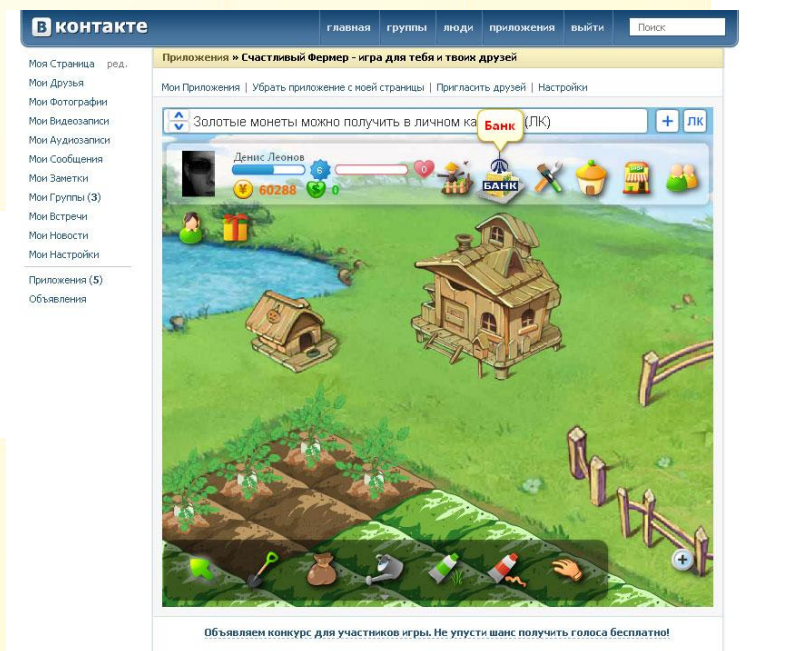 В контакте
главная группы люди приложения выйти Поиск
Моя Страница ред.
Мои Друзья
Мои Фотографии
Мои Видеозаписи
Мои Аудиозаписи
Мои Сообщения
Мои Заметки
Мои Группы (3)
Мои Встречи
Мои Новости
Мои Настройки
Приложения (5)
Объявления
Приложения » Счастливый Фермер - игра для тебя и твоих друзей
Мои Приложения | Убрать приложение с моей страницы | Пригласить друзей | Настройки
Золотые монеты можно получить в личном ка (ЛК)
+ ЛК
Банк
Денис Леонов
6 0
60288 0
БАНК
Объявляем конкурс для участников игры. Не упусти шанс получить голоса бесплатно!